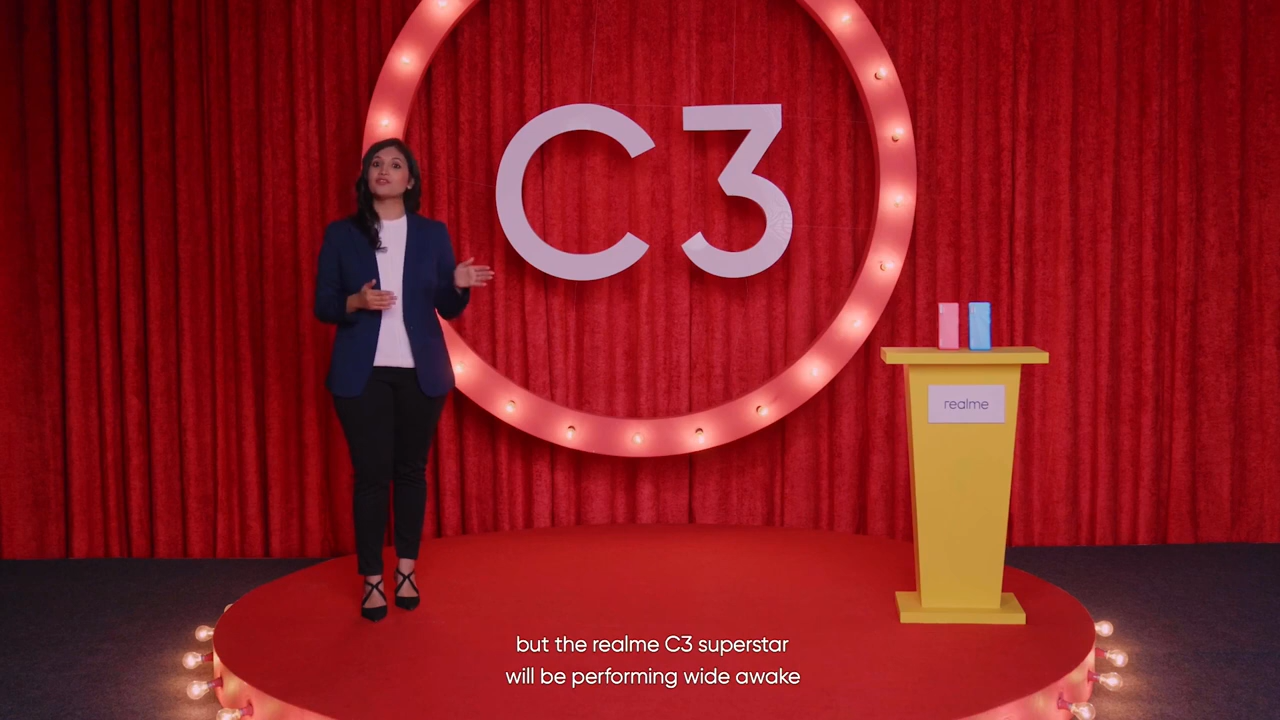 C3
realme
but the realme C3 superstar
will be performing wide awake